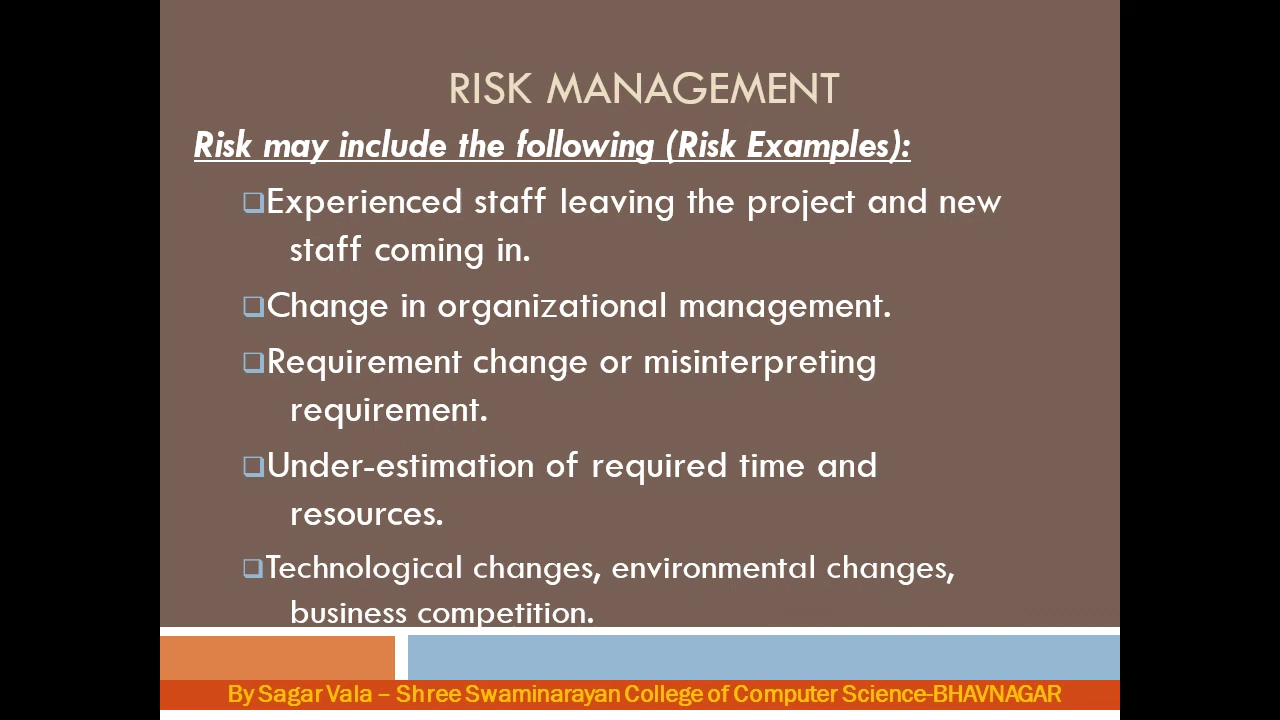 RISK MANAGEMENT
Risk may include the following (Risk Examples):
❑Experienced staff leaving the project and new
staff coming in.
❑Change in organizational management.
❑Requirement change or misinterpreting
requirement.
❑Under-estimation of required time and
resources.
❑Technological changes, environmental changes,
business competition.
By Sagar Vala – Shree Swaminarayan College of Computer Science-BHAVNAGAR